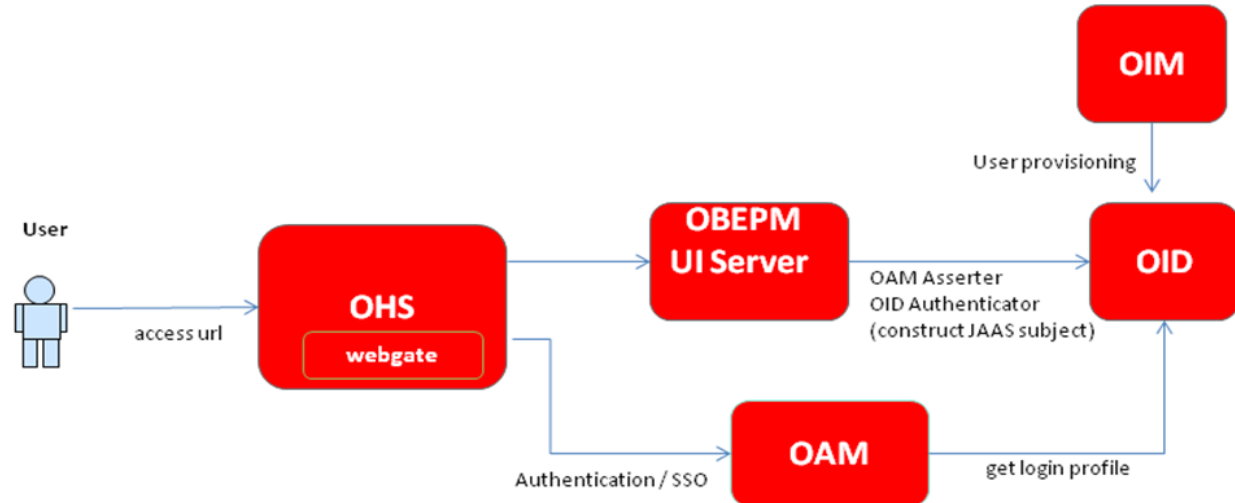 OIM
User provisioning
User
OBEPM
UI Server
OID
OHS
webgate
access url
OAM Asserter
OID Authenticator
(construct JAAS subject)
OAM
Authentication / SSO
get login profile